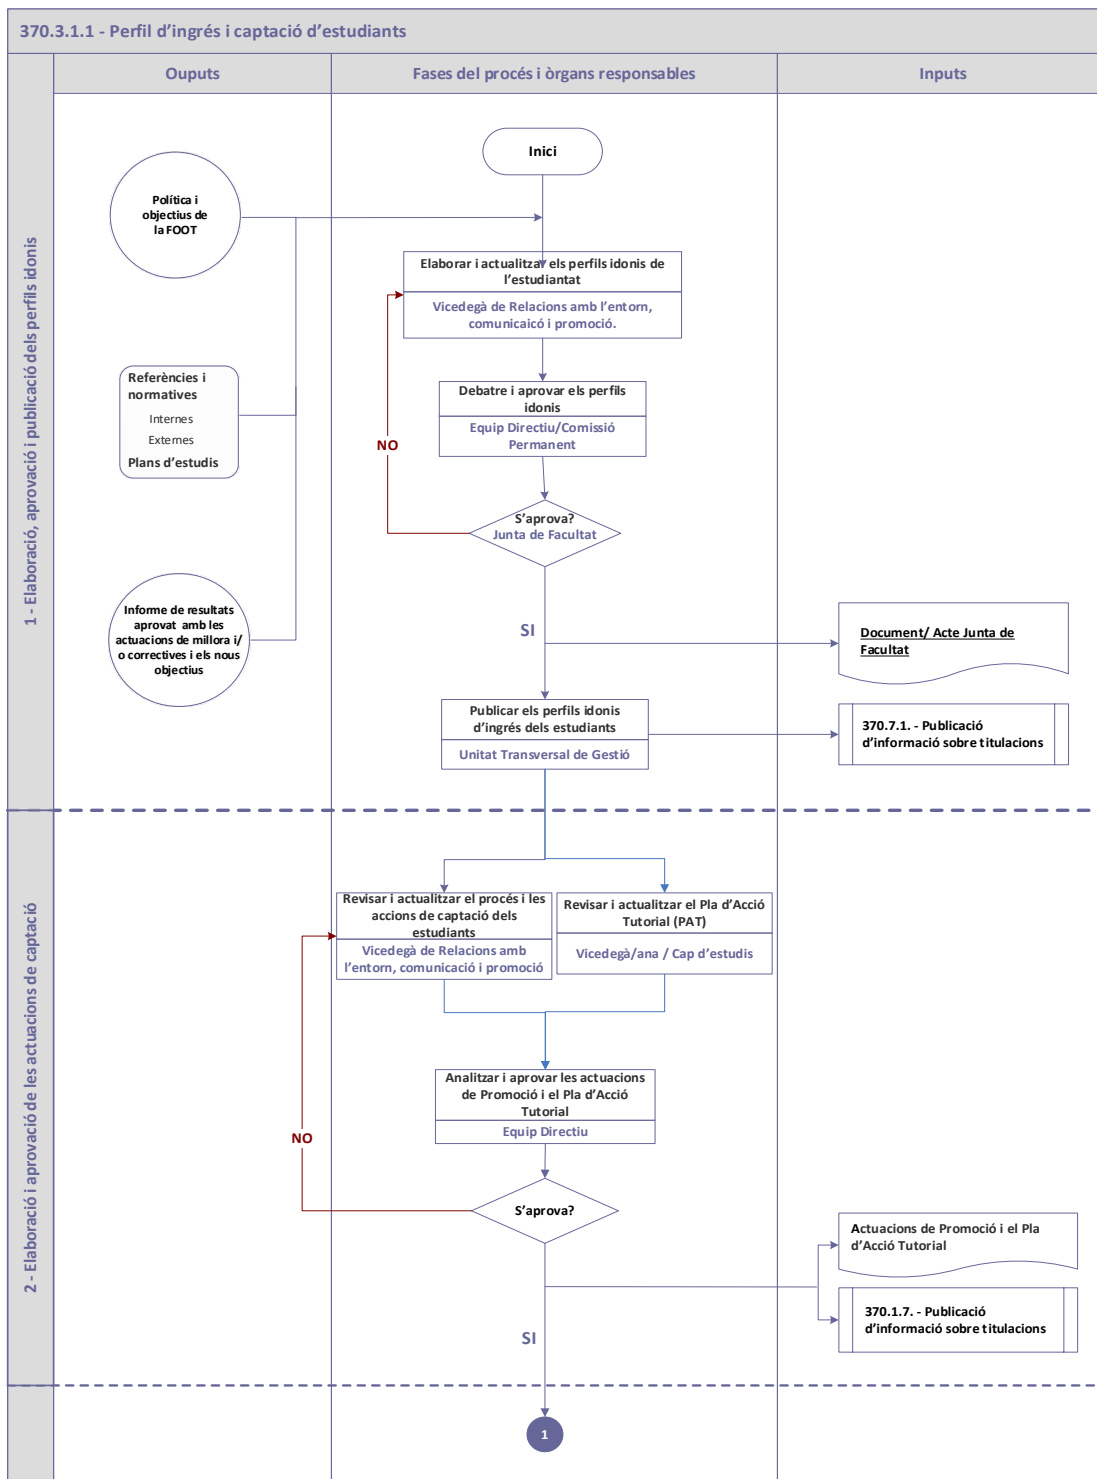 370.3.1.1 - Perfil d'ingrés i captació d'estudiants
Ouputs
Fases del procés i òrgans responsables
Inputs
1 - Elaboració, aprovació i publicació dels perfils idonis
Inici
Política i
objectius de
la FOOT
Elaborar i actualitzar els perfils idonis de
l'estudiantat
Vicedegà de Relacions amb l'entorn,
comunicaicó i promoció.
Referències i
normatives
Internes
Externes
Plans d'estudis
Debatre i aprovar els perfils
idonis
Equip Directiu/Comissió
Permanent
NO
S'aprova?
Junta de Facultat
Informe de resultats
aprovat amb les
actuacions de millora i/
o correctives i els nous
objectius
SI
Document/ Acte Junta de
Facultat
Publicar els perfils idonis
d'ingrés dels estudiants
Unitat Transversal de Gestió
370.7.1. - Publicació
d'informació sobre titulacions
2 - Elaboració i aprovació de les actuacions de captació
Revisar i actualitzar el procés i les
accions de captació dels
estudiants
Vicedegà de Relacions amb
l'entorn, comunicació i promoció
Revisar i actualitzar el Pla d'Acció
Tutorial (PAT)
Vicedegà/ana / Cap d'estudis
Analitzar i aprovar les actuacions
de Promoció i el Pla d'Acció
Tutorial
Equip Directiu
NO
S'aprova?
Actuacions de Promoció i el Pla
d'Acció Tutorial
370.1.7. - Publicació
d'informació sobre titulacions
SI
1